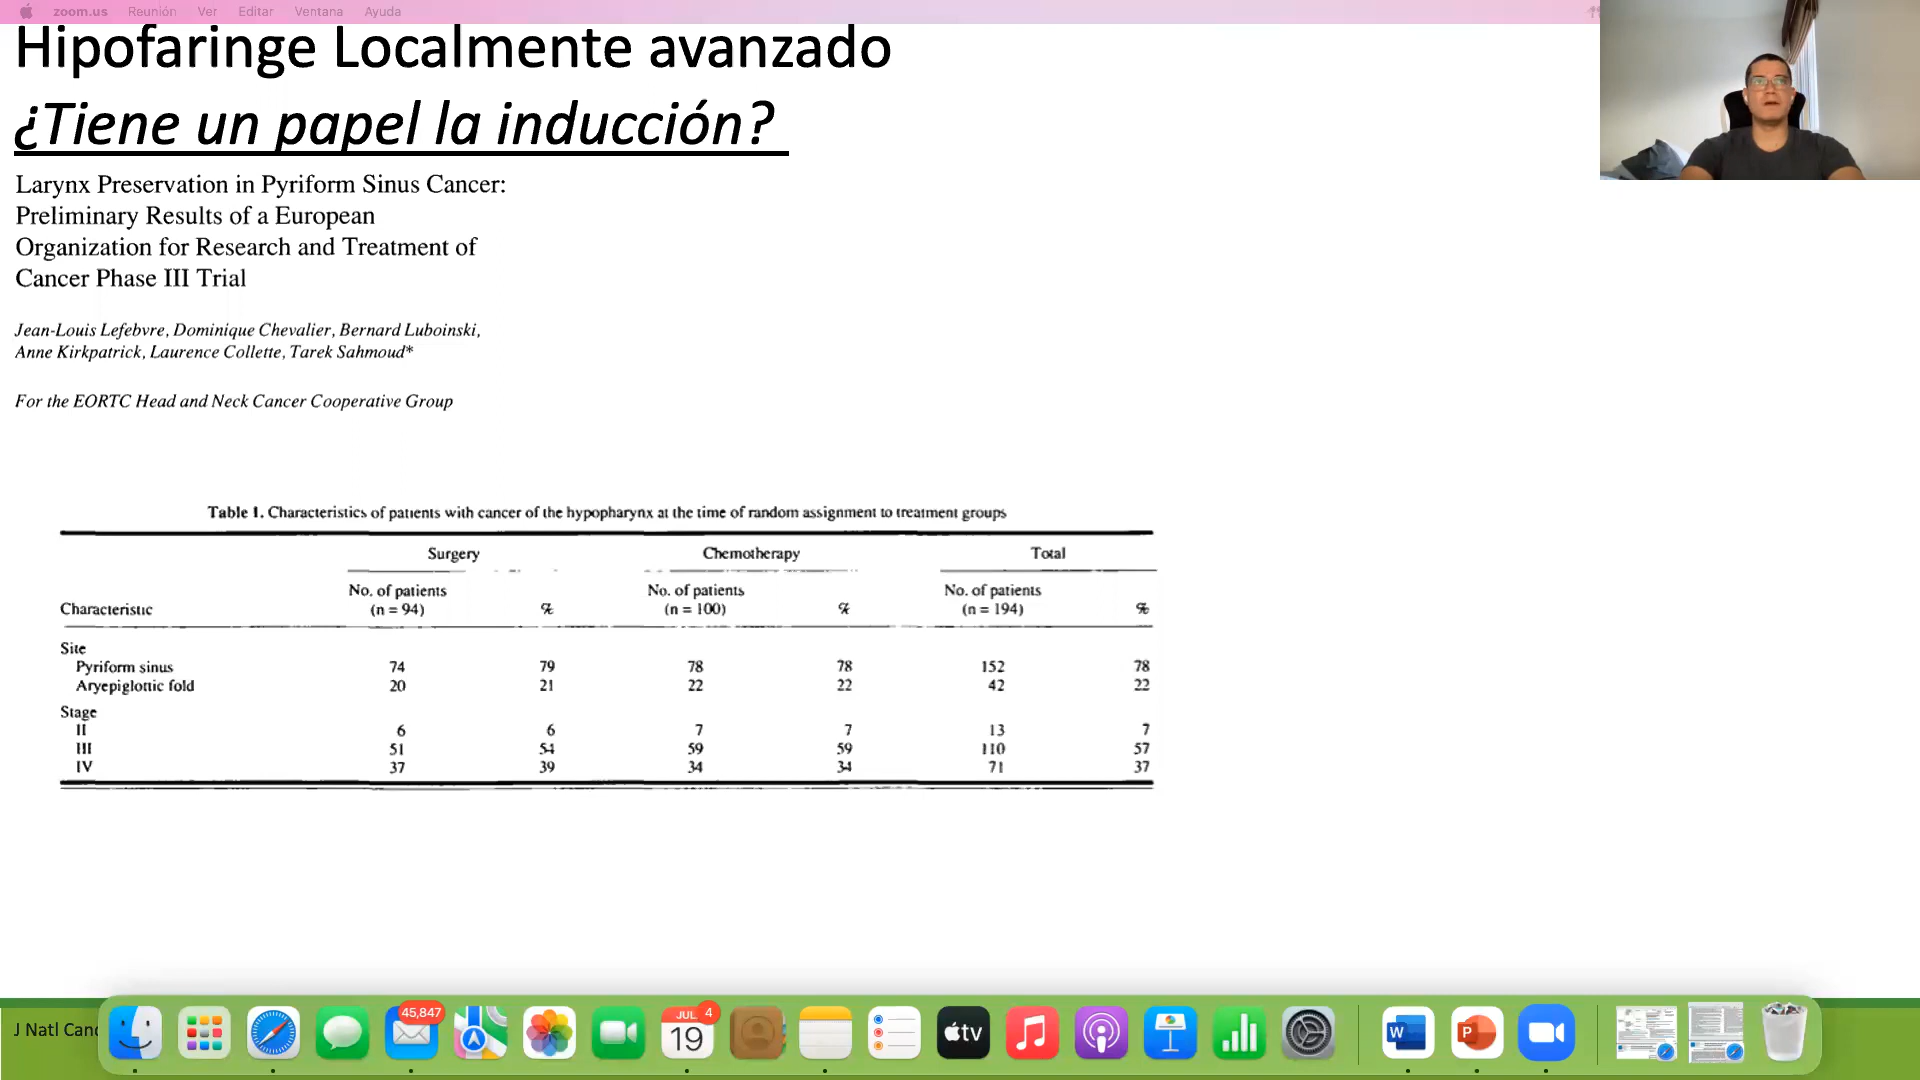 zoom.us Reunión Ver Editar Ventana Ayuda
Hipofaringe Localmente avanzado
¿Tiene un papel la inducción?
Larynx Preservation in Pyriform Sinus Cancer:
Preliminary Results of a European
Organization for Research and Treatment of
Cancer Phase III Trial
Jean-Louis Lefebvre, Dominique Chevalier, Bernard Luboinski,
Anne Kirkpatrick, Laurence Collette, Tarek Sahmoud*
For the EORTC Head and Neck Cancer Cooperative Group
Table 1. Characteristics of patients with cancer of the hypopharynx at the time of random assignment to treatment groups
Surgery Chemotherapy Total
No. of patients No. of patients No. of patients
Characteristic (n = 94) % (n = 100) % (n = 194) %
Site
Pyriform sinus 74 79 78 78 152 78
Aryepiglottic fold 20 21 22 22 42 22
Stage
II 6 6 7 7 13 7
III 51 54 59 59 110 57
IV 37 39 34 34 71 37
J Natl Canc
45,847
JUL 4
19
tv
W
P